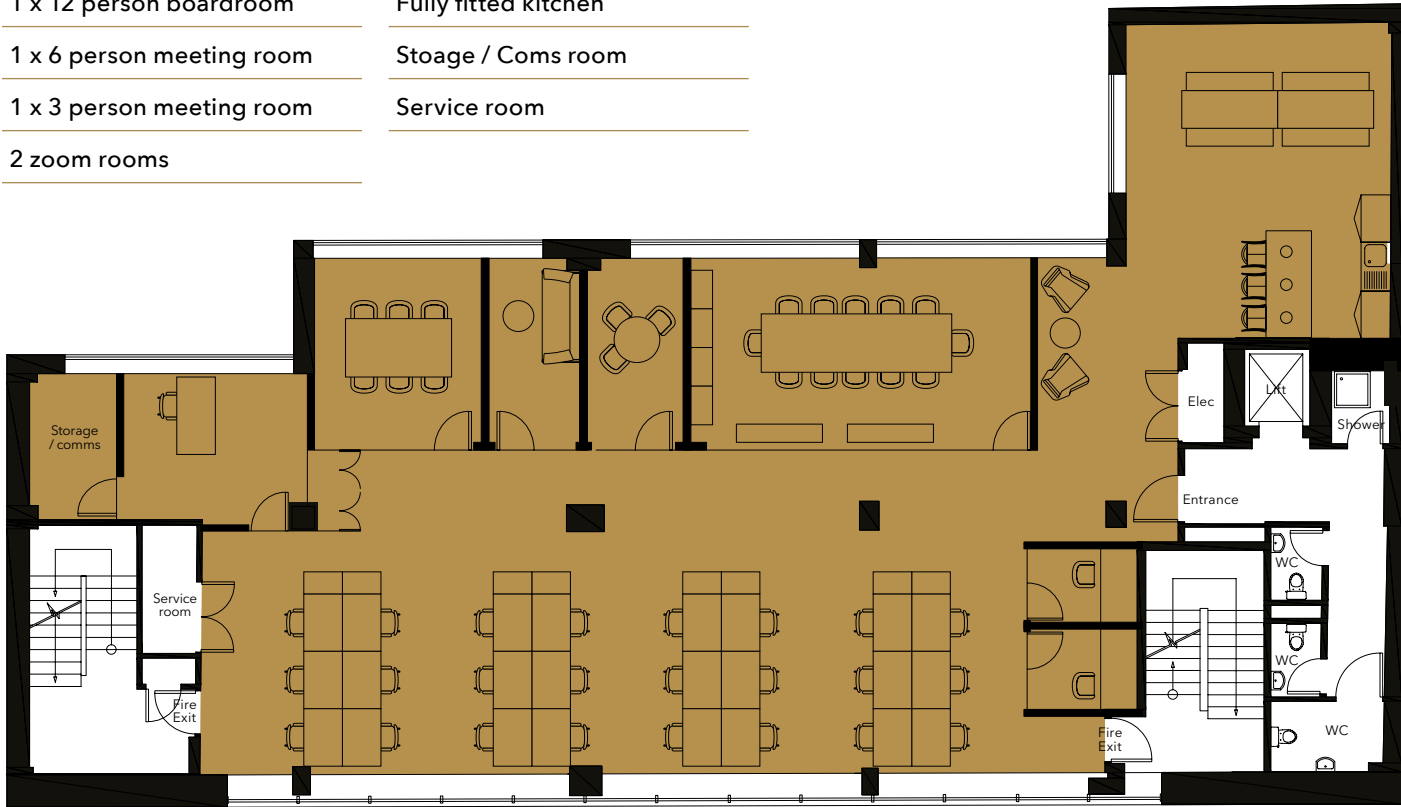 1 x 12 person boardroom
1 x 6 person meeting room
1 x 3 person meeting room
2 zoom rooms
Fully fitted kitchen
Stoage / Coms room
Service room
Storage
/ comms
Elec
Lift
Shower
Entrance
WC
Service
room
WC
Fire
Exit
Fire
Exit
WC